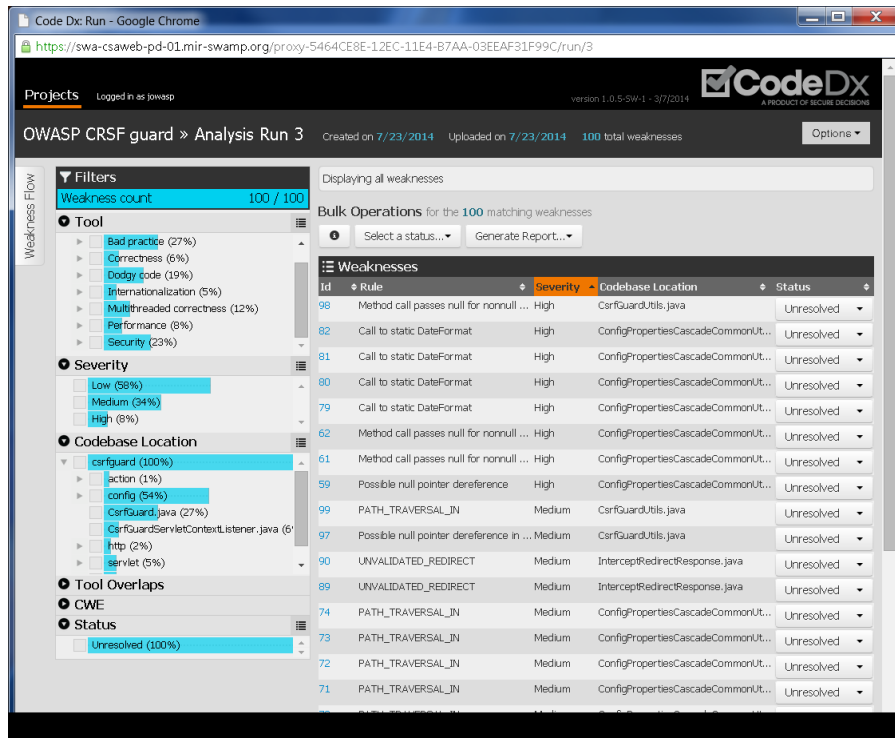 Code Dx: Run - Google Chrome
https://swa-csaweb-pd-01.mir-swamp.org/proxy-5464CE8E-12EC-11E4-B7AA-03EEAF31F99C/run/3
Projects Logged in as jowasp version 1.0.5-SW-1 - 3/7/2014 CodeDX
A PRODUCT OF SECURE DECISIONS
OWASP CRSF guard » Analysis Run 3 Created on 7/23/2014 Uploaded on 7/23/2014 100 total weaknesses Options
Weakness Flow
Filters
Weakness count 100 / 100
Tool
Bad practice (27%)
Correctness (6%)
Dodgy code (19%)
Internationalization (5%)
Multithreaded correctness (12%)
Performance (8%)
Security (23%)
Severity
Low (58%)
Medium (34%)
High (8%)
Codebase Location
csrfguard (100%)
action (1%)
config (54%)
CsrfGuard.java (27%)
CsrfGuardServletContextListener.java (6
http (2%)
servlet (5%)
Tool Overlaps
CWE
Status
Unresolved (100%)
Displaying all weaknesses
Bulk Operations for the 100 matching weaknesses
Select a status... Generate Report...
Weaknesses
Id Rule Severity Codebase Location Status
98 Method call passes null for nonnull ... High CsrfGuardUtils.java Unresolved
82 Call to static DateFormat High ConfigPropertiesCascadeCommonUt... Unresolved
81 Call to static DateFormat High ConfigPropertiesCascadeCommonUt... Unresolved
80 Call to static DateFormat High ConfigPropertiesCascadeCommonUt... Unresolved
79 Call to static DateFormat High ConfigPropertiesCascadeCommonUt... Unresolved
62 Method call passes null for nonnull ... High ConfigPropertiesCascadeCommonUt... Unresolved
61 Method call passes null for nonnull ... High ConfigPropertiesCascadeCommonUt... Unresolved
59 Possible null pointer dereference High ConfigPropertiesCascadeCommonUt... Unresolved
99 PATH_TRAVERSAL_IN Medium CsrfGuardUtils.java Unresolved
97 Possible null pointer dereference in ... Medium CsrfGuardUtils.java Unresolved
90 UNVALIDATED_REDIRECT Medium InterceptRedirectResponse.java Unresolved
89 UNVALIDATED_REDIRECT Medium InterceptRedirectResponse.java Unresolved
74 PATH_TRAVERSAL_IN Medium ConfigPropertiesCascadeCommonUt... Unresolved
73 PATH_TRAVERSAL_IN Medium ConfigPropertiesCascadeCommonUt... Unresolved
72 PATH_TRAVERSAL_IN Medium ConfigPropertiesCascadeCommonUt... Unresolved
71 PATH_TRAVERSAL_IN Medium ConfigPropertiesCascadeCommonUt... Unresolved